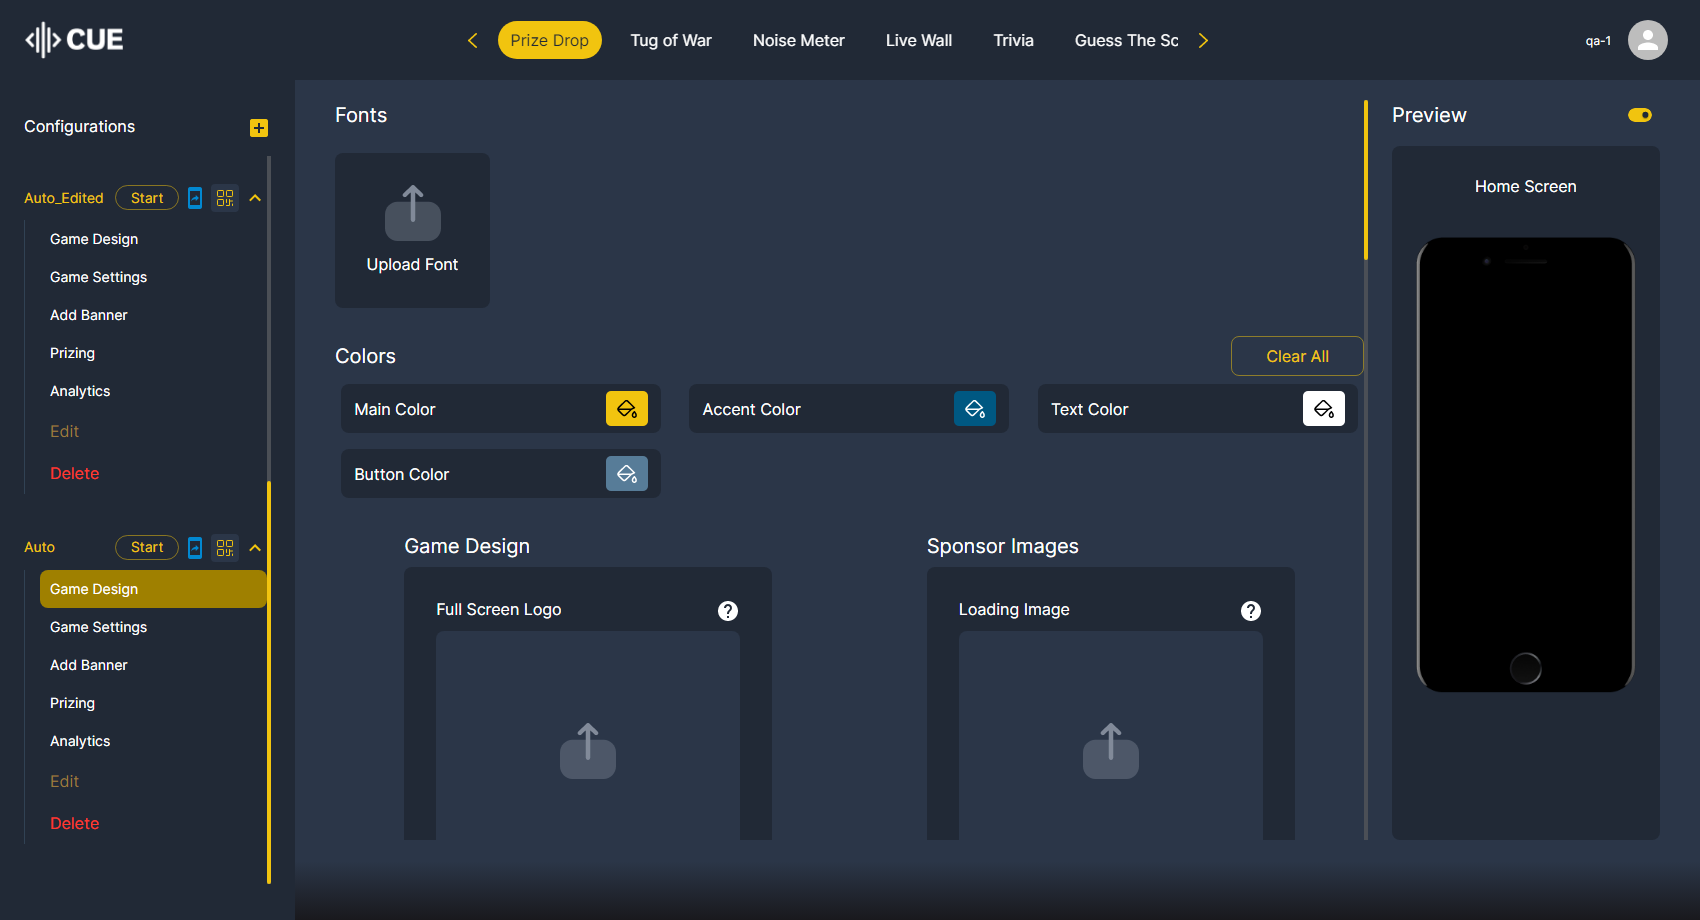 CUE
Prize Drop
Tug of War
Noise Meter
Live Wall
Trivia
Guess The Sc
qa-1
Configurations
Auto_Edited
Start
Game Design
Game Settings
Add Banner
Prizing
Analytics
Edit
Delete
Auto
Start
Game Design
Game Settings
Add Banner
Prizing
Analytics
Edit
Delete
Fonts
Upload Font
Colors
Clear All
Main Color
Accent Color
Text Color
Button Color
Game Design
Full Screen Logo
?
Sponsor Images
Loading Image
?
Preview
Home Screen